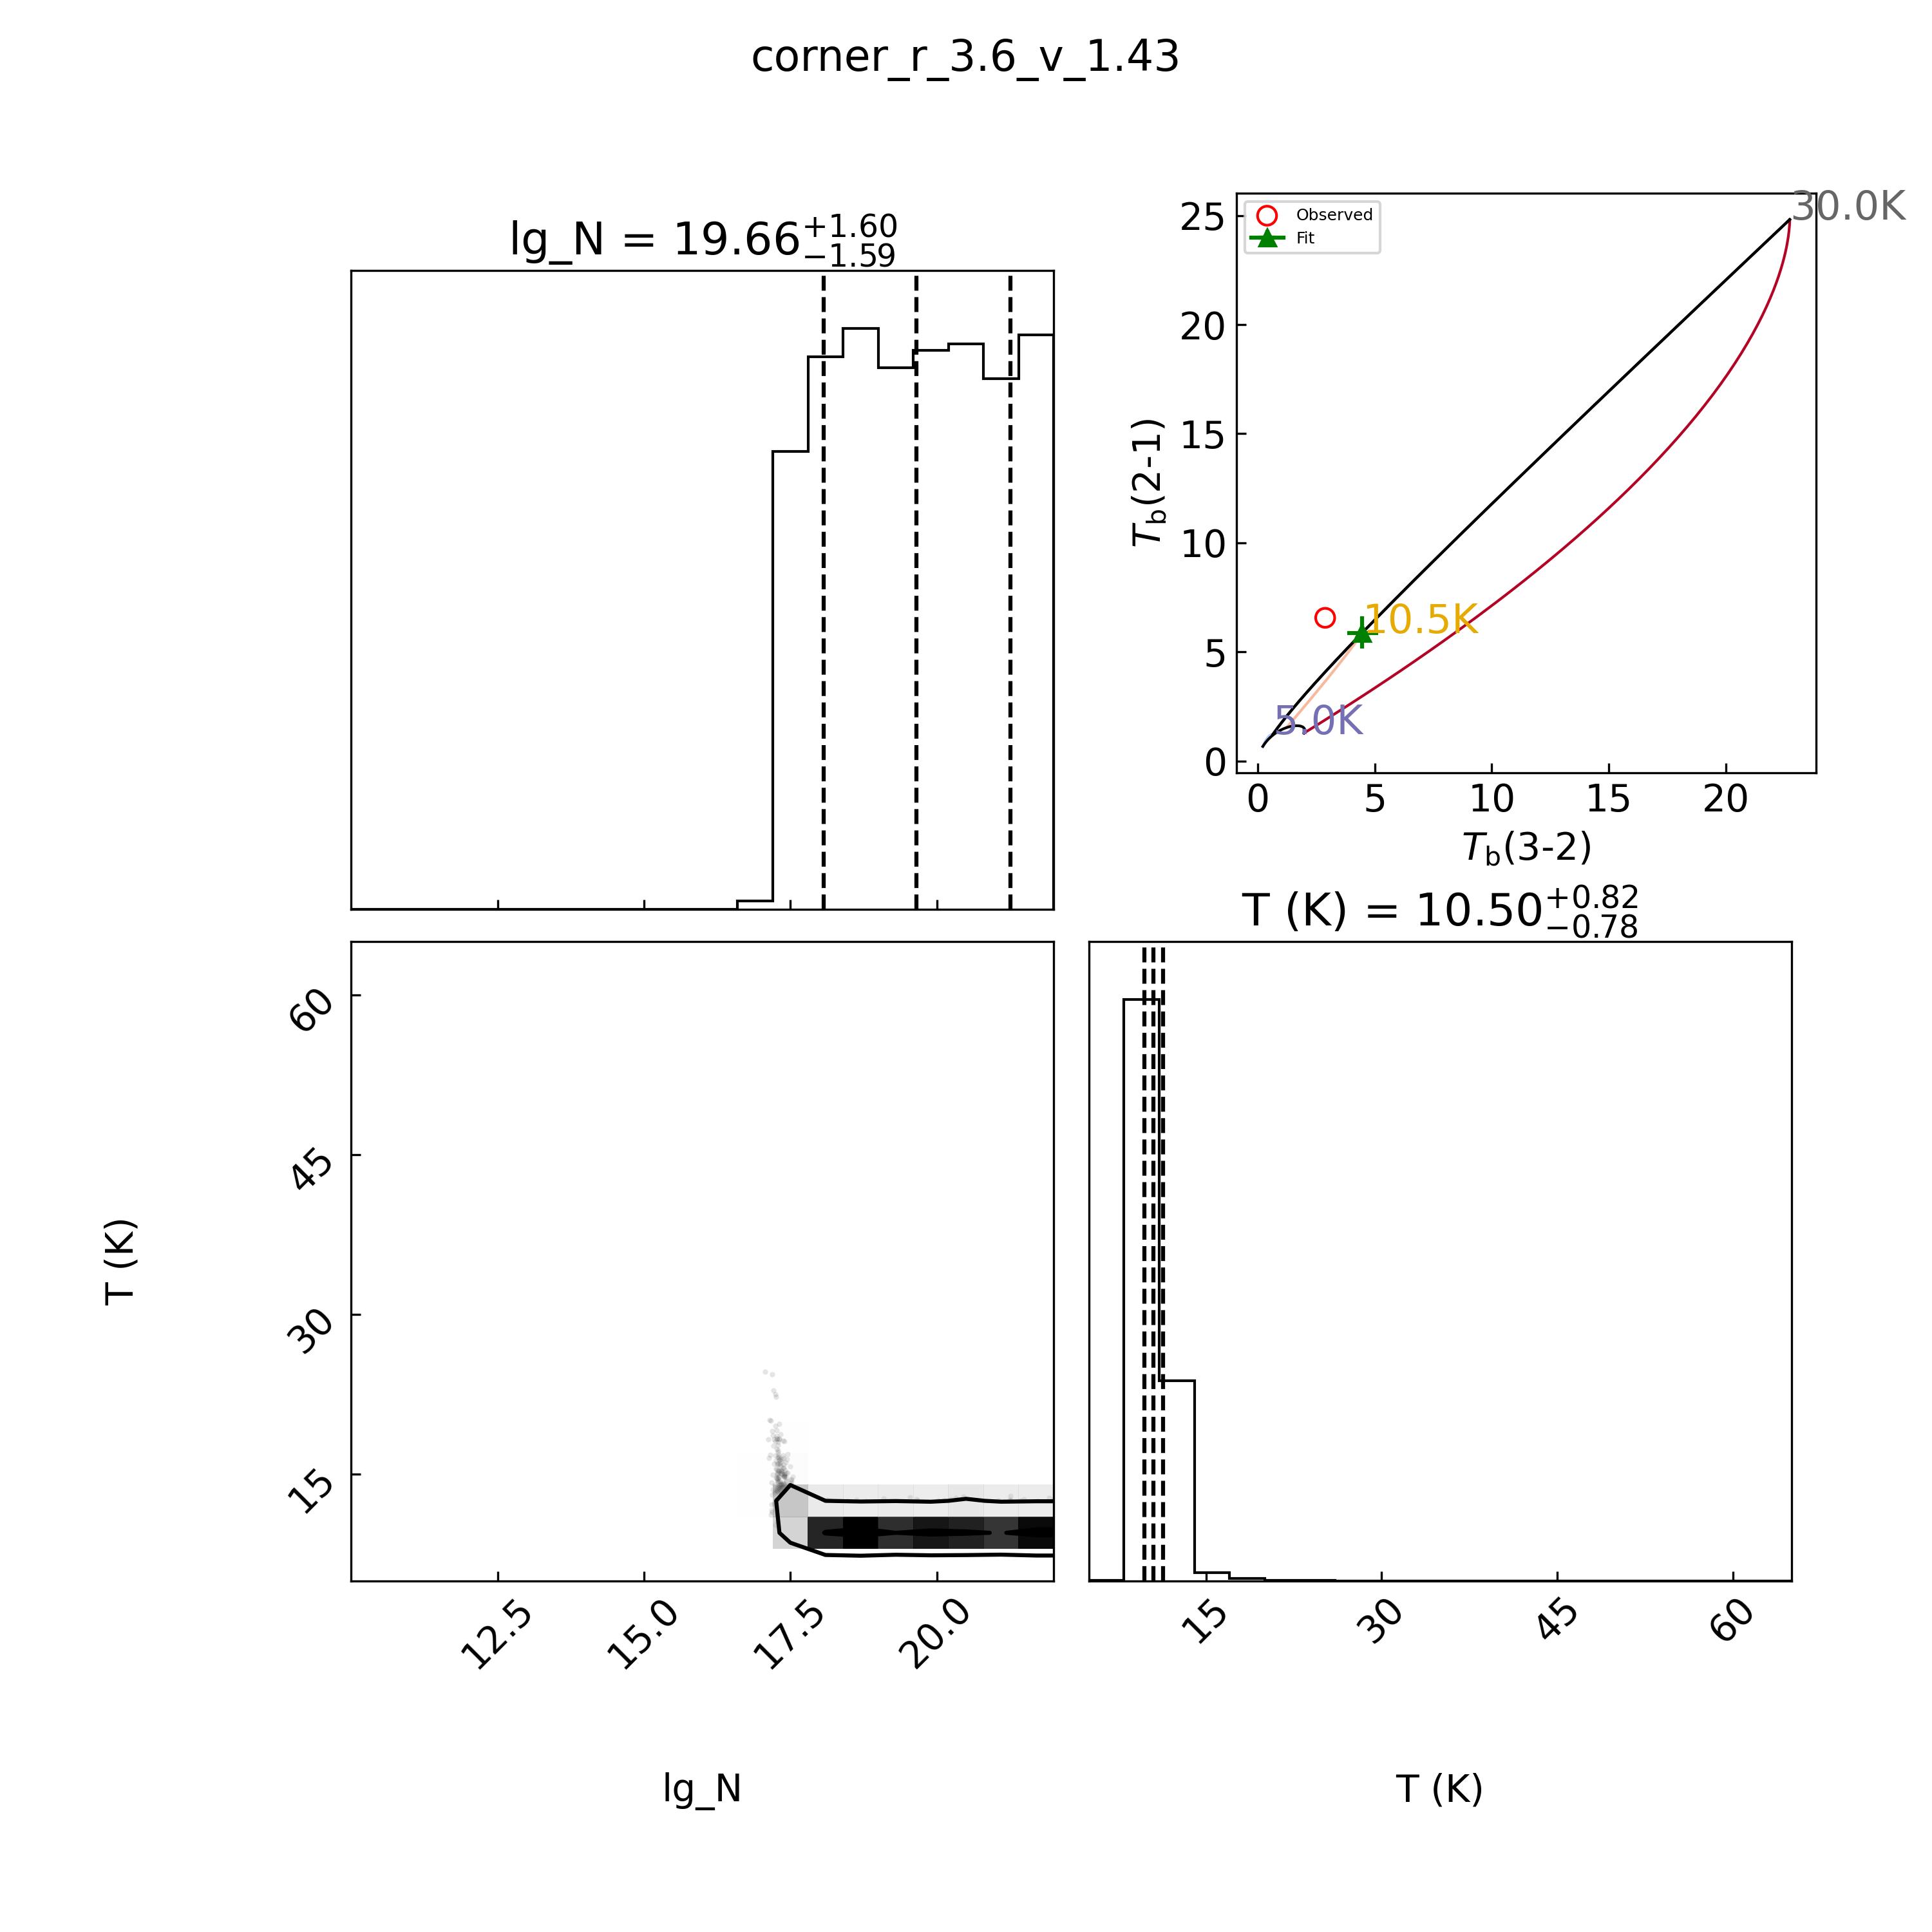 corner_r_3.6_v_1.43
lg_N = 19.66+1.60
−1.59
30.0K
25
20
15
10
5
0
Observed
Fit
10.5K
5.0K
Tb(2-1)
0 5 10 15 20
Tb(3-2)
T (K) = 10.50+0.82
−0.78
60
45
30
15
T (K)
12.5 15.0 17.5 20.0
lg_N
15 30 45 60
T (K)